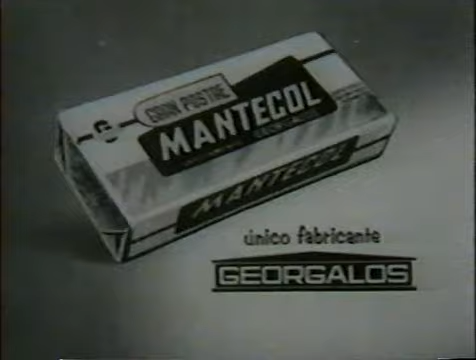 G
GRAN POSTRE
MANTECOL
MANTECOL
único fabricante
GEORGALOS